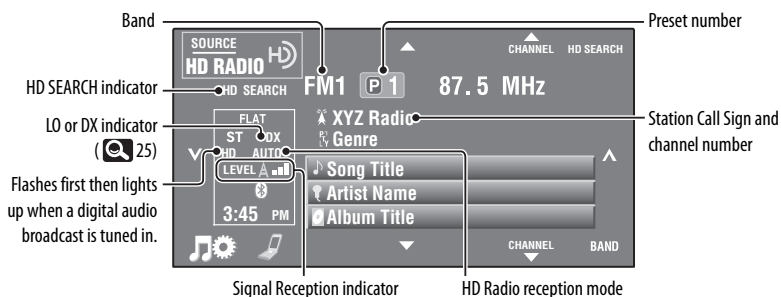 Band
Preset number
SOURCE
HD RADIO
CHANNEL
HD SEARCH
FM1
P 1
87.5 MHz
HD SEARCH indicator
HD SEARCH
LO or DX indicator
( 25)
FLAT
ST DX
HD AUTO
LEVEL
XYZ Radio
PTY Genre
Station Call Sign and
channel number
Flashes first then lights
up when a digital audio
broadcast is tuned in.
Song Title
Artist Name
Album Title
3:45 PM
CHANNEL
BAND
Signal Reception indicator
HD Radio reception mode